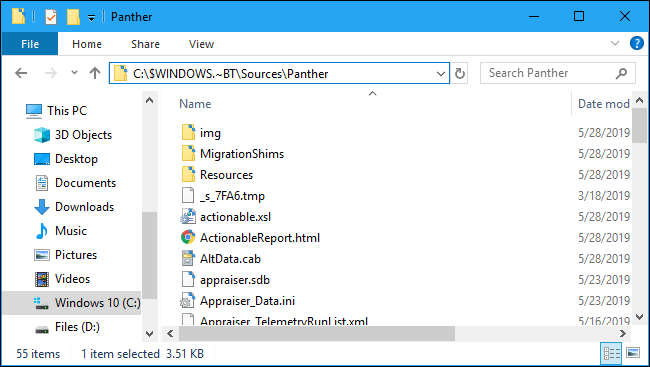 Panther
File Home Share View
C:\$WINDOWS.~BT\Sources\Panther
Search Panther
This PC
3D Objects
Desktop
Documents
Downloads
Music
Pictures
Videos
Windows 10 (C:)
Files (D:)
Name Date mod
img 5/28/2019
MigrationShims 5/28/2019
Resources 5/28/2019
_s_7FA6.tmp 3/18/2019
actionable.xsl 5/28/2019
ActionableReport.html 5/28/2019
AltData.cab 5/28/2019
appraiser.sdb 5/23/2019
Appraiser_Data.ini 5/23/2019
Appraiser_TelemetryRunList.xml 5/16/2019
55 items 1 item selected 3.51 KB